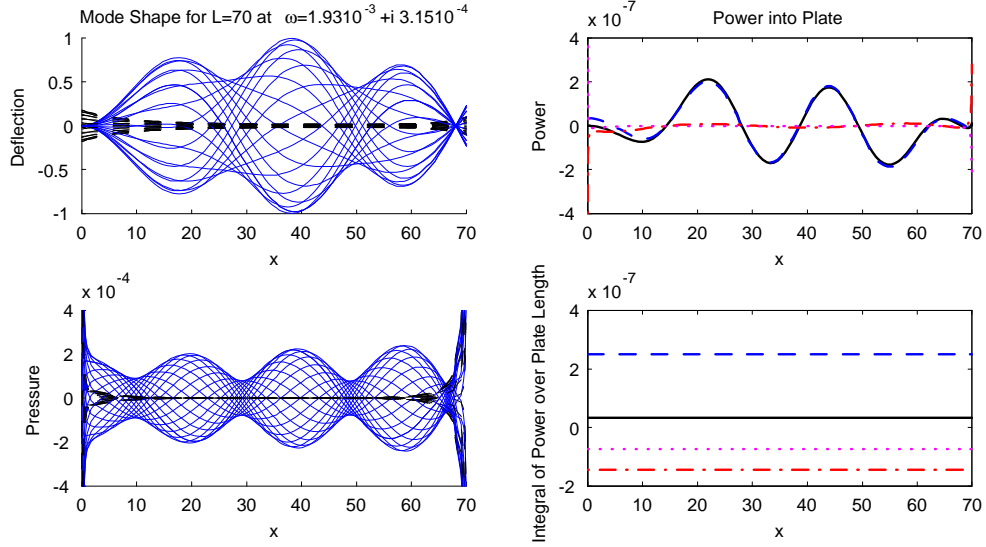 Mode Shape for L=70 at ω=1.9310⁻³ +i 3.1510⁻⁴
1
0.5
0
-0.5
-1
0 10 20 30 40 50 60 70
x
Deflection
Power into Plate
x 10⁻⁷
4
2
0
-2
-4
0 10 20 30 40 50 60 70
x
Power
x 10⁻⁴
4
2
0
-2
-4
0 10 20 30 40 50 60 70
x
Pressure
x 10⁻⁷
4
2
0
-2
0 10 20 30 40 50 60 70
x
Integral of Power over Plate Length